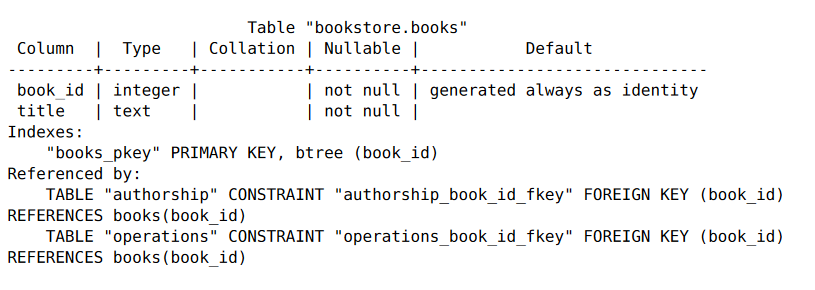 Table "bookstore.books"
 Column  |  Type   | Collation | Nullable |           Default
---------+---------+-----------+----------+------------------------------
 book_id | integer |           | not null | generated always as identity
 title   | text    |           | not null |
Indexes:
    "books_pkey" PRIMARY KEY, btree (book_id)
Referenced by:
    TABLE "authorship" CONSTRAINT "authorship_book_id_fkey" FOREIGN KEY (book_id)
REFERENCES books(book_id)
    TABLE "operations" CONSTRAINT "operations_book_id_fkey" FOREIGN KEY (book_id)
REFERENCES books(book_id)